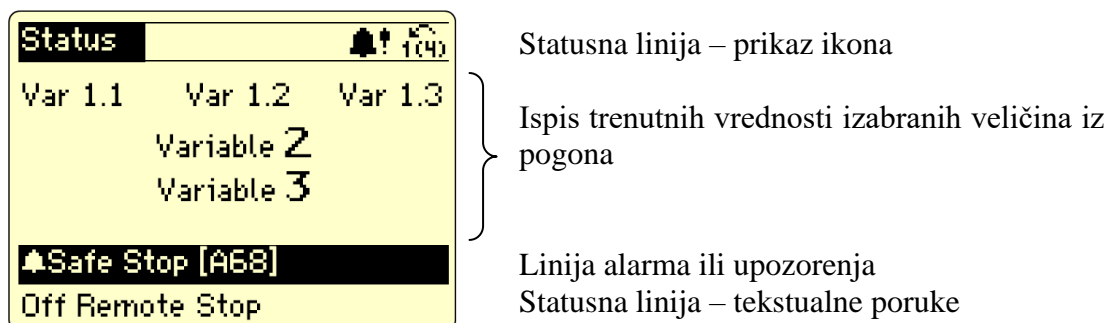 Status 1(4)
Statusna linija – prikaz ikona
Var 1.1 Var 1.2 Var 1.3
Variable 2
Variable 3
Ispis trenutnih vrednosti izabranih veličina iz
pogona
Safe Stop [A68]
Linija alarma ili upozorenja
Off Remote Stop
Statusna linija – tekstualne poruke